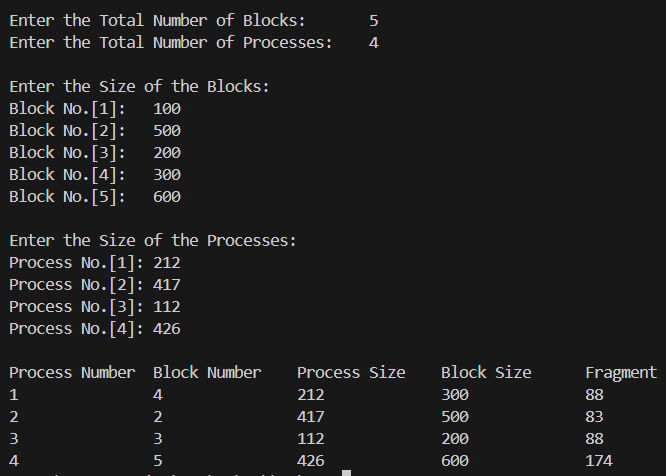 Enter the Total Number of Blocks: 5
Enter the Total Number of Processes: 4
Enter the Size of the Blocks:
Block No.[1]: 100
Block No.[2]: 500
Block No.[3]: 200
Block No.[4]: 300
Block No.[5]: 600
Enter the Size of the Processes:
Process No.[1]: 212
Process No.[2]: 417
Process No.[3]: 112
Process No.[4]: 426
Process Number Block Number Process Size Block Size Fragment
1 4 212 300 88
2 2 417 500 83
3 3 112 200 88
4 5 426 600 174